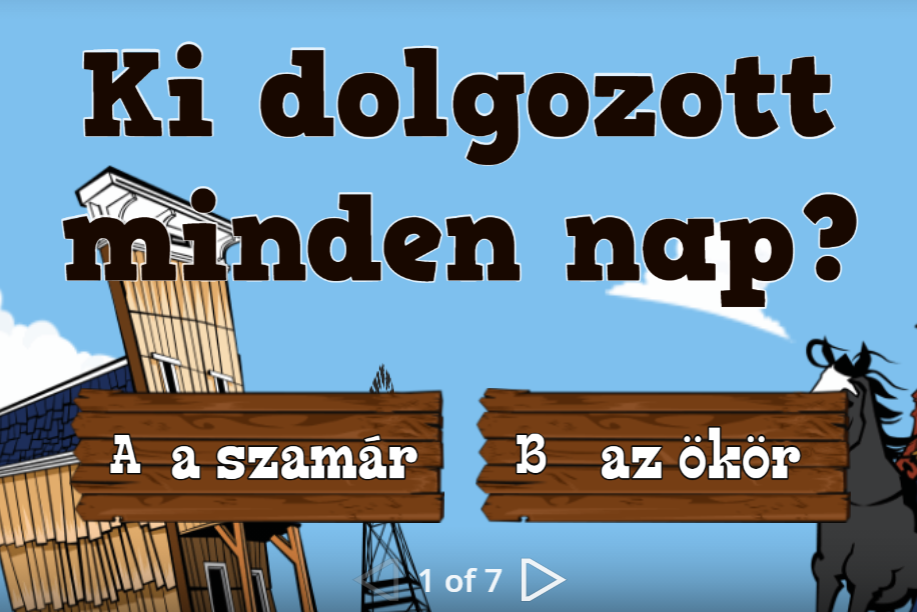 Ki dolgozott
minden nap?
A a szamár
B az ökör
1 of 7